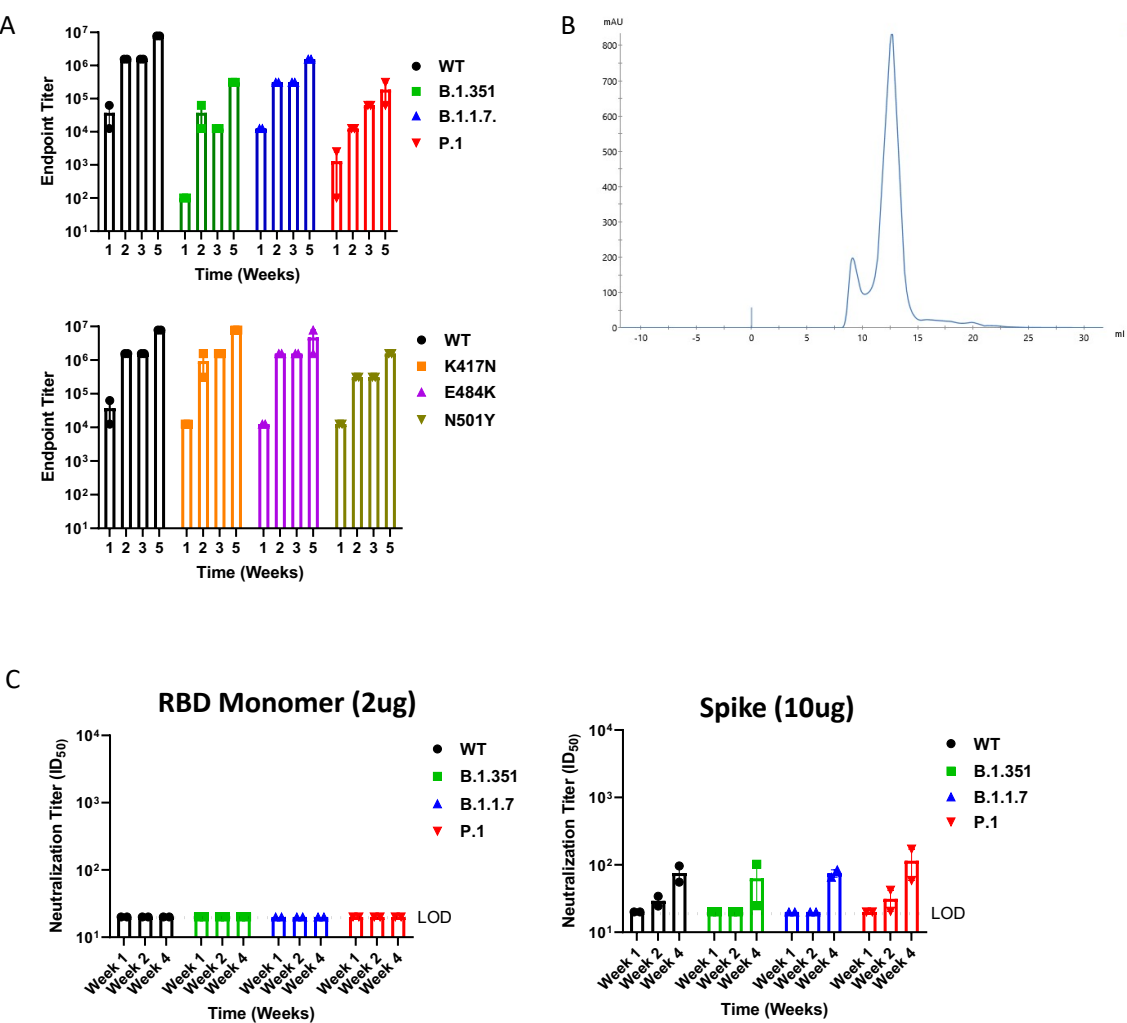 A
10⁷
10⁶
10⁵
10⁴
10³
10²
10¹
Endpoint Titer
1 2 3 5 1 2 3 5 1 2 3 5 1 2 3 5
Time (Weeks)
WT
B.1.351
B.1.1.7.
P.1
10⁷
10⁶
10⁵
10⁴
10³
10²
10¹
Endpoint Titer
1 2 3 5 1 2 3 5 1 2 3 5 1 2 3 5
Time (Weeks)
WT
K417N
E484K
N501Y
B
mAU
800
700
600
500
400
300
200
100
0
-10 -5 0 5 10 15 20 25 30 ml
C
RBD Monomer (2ug)
10⁴
10³
10²
10¹
Neutralization Titer (ID₅₀)
Week 1 Week 2 Week 4 Week 1 Week 2 Week 4 Week 1 Week 2 Week 4 Week 1 Week 2 Week 4
Time (Weeks)
LOD
WT
B.1.351
B.1.1.7
P.1
Spike (10ug)
10⁴
10³
10²
10¹
Neutralization Titer (ID₅₀)
Week 1 Week 2 Week 4 Week 1 Week 2 Week 4 Week 1 Week 2 Week 4 Week 1 Week 2 Week 4
Time (Weeks)
LOD
WT
B.1.351
B.1.1.7
P.1